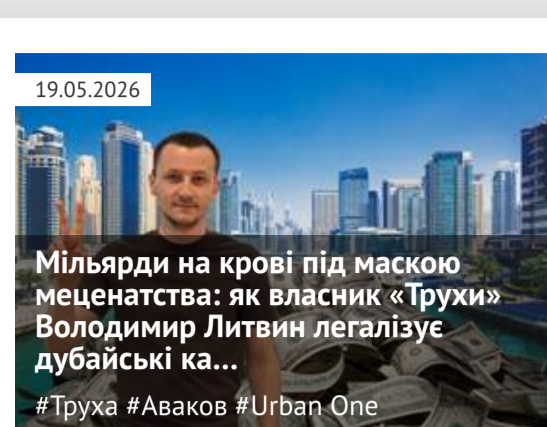 19.05.2026
Мільярди на крові під маскою
меценатства: як власник «Трухи»
Володимир Литвин легалізує
дубайські ка...
#Труха #Аваков #Urban One